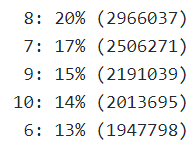 8: 20% (2966037)
7: 17% (2506271)
9: 15% (2191039)
10: 14% (2013695)
6: 13% (1947798)